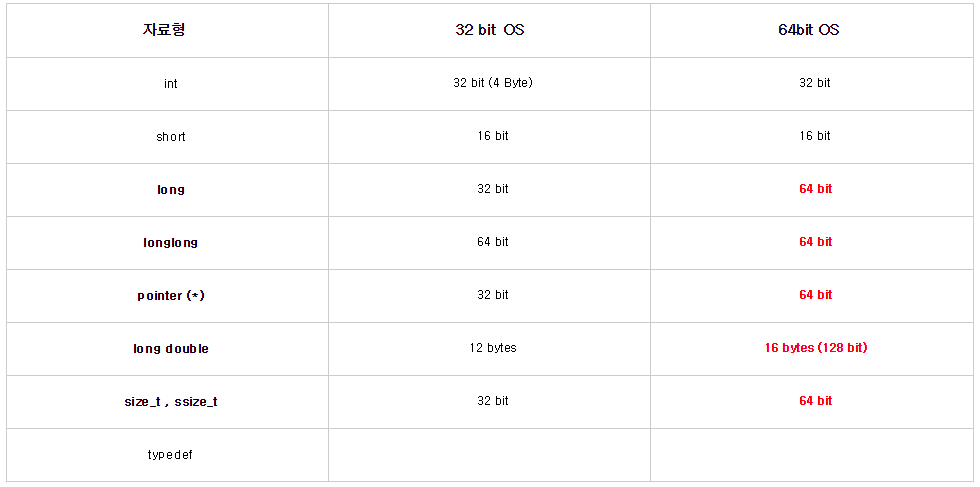 자료형 32 bit OS 64bit OS
int 32 bit (4 Byte) 32 bit
short 16 bit 16 bit
long 32 bit 64 bit
longlong 64 bit 64 bit
pointer (*) 32 bit 64 bit
long double 12 bytes 16 bytes (128 bit)
size_t , ssize_t 32 bit 64 bit
typedef